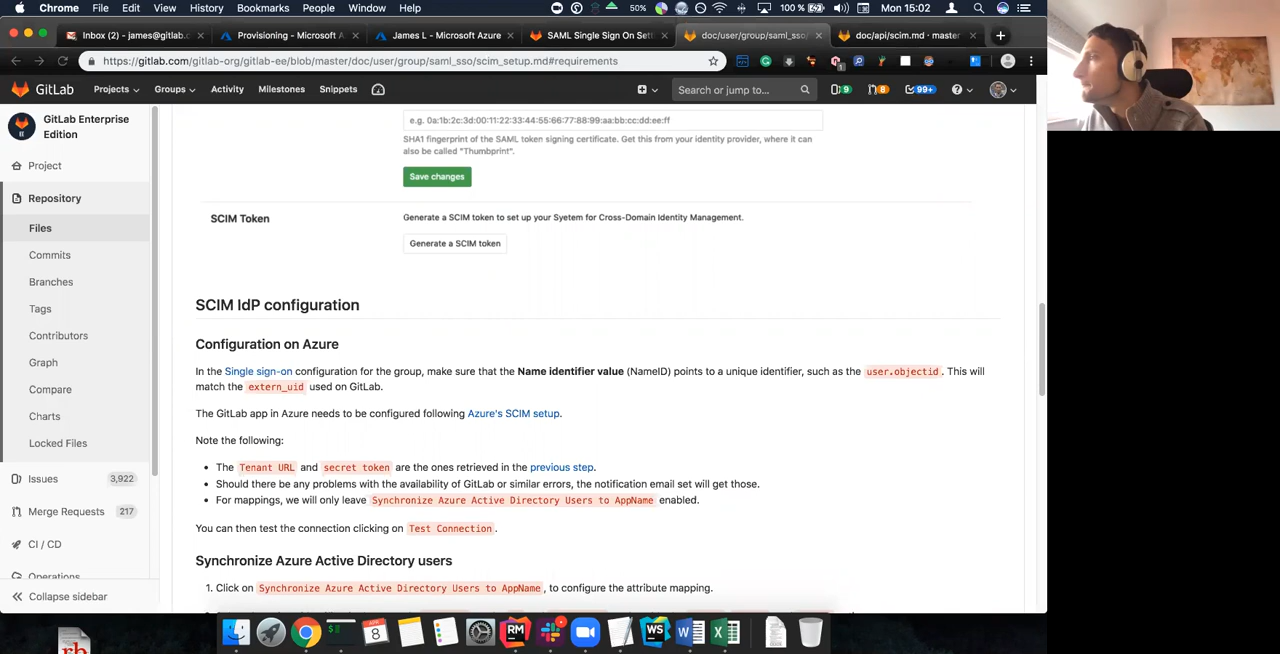 Chrome File Edit View History Bookmarks People Window Help 50% 100 % Mon 15:02
Inbox (2) - james@gitlab.c × Provisioning - Microsoft A × James L - Microsoft Azure × SAML Single Sign On Sett × doc/user/group/saml_sso/ × doc/api/scim.md · master ×
https://gitlab.com/gitlab-org/gitlab-ee/blob/master/doc/user/group/saml_sso/scim_setup.md#requirements
GitLab Projects Groups Activity Milestones Snippets Search or jump to... 9 8 99+
GitLab Enterprise
Edition
Project
Repository
Files
Commits
Branches
Tags
Contributors
Graph
Compare
Charts
Locked Files
Issues 3,922
Merge Requests 217
CI / CD
Operations
Collapse sidebar
e.g. 0a:1b:2c:3d:00:11:22:33:44:55:66:77:88:99:aa:bb:cc:dd:ee:ff
SHA1 fingerprint of the SAML token signing certificate. Get this from your identity provider, where it can
also be called "Thumbprint".
Save changes
SCIM Token Generate a SCIM token to set up your System for Cross-Domain Identity Management.
Generate a SCIM token
SCIM IdP configuration
Configuration on Azure
In the Single sign-on configuration for the group, make sure that the Name identifier value (NameID) points to a unique identifier, such as the user.objectid. This will
match the extern_uid used on GitLab.
The GitLab app in Azure needs to be configured following Azure's SCIM setup.
Note the following:
• The Tenant URL and secret token are the ones retrieved in the previous step.
• Should there be any problems with the availability of GitLab or similar errors, the notification email set will get those.
• For mappings, we will only leave Synchronize Azure Active Directory Users to AppName enabled.
You can then test the connection clicking on Test Connection.
Synchronize Azure Active Directory users
1. Click on Synchronize Azure Active Directory Users to AppName, to configure the attribute mapping.
APR
8
RM
WS
W
X
rb